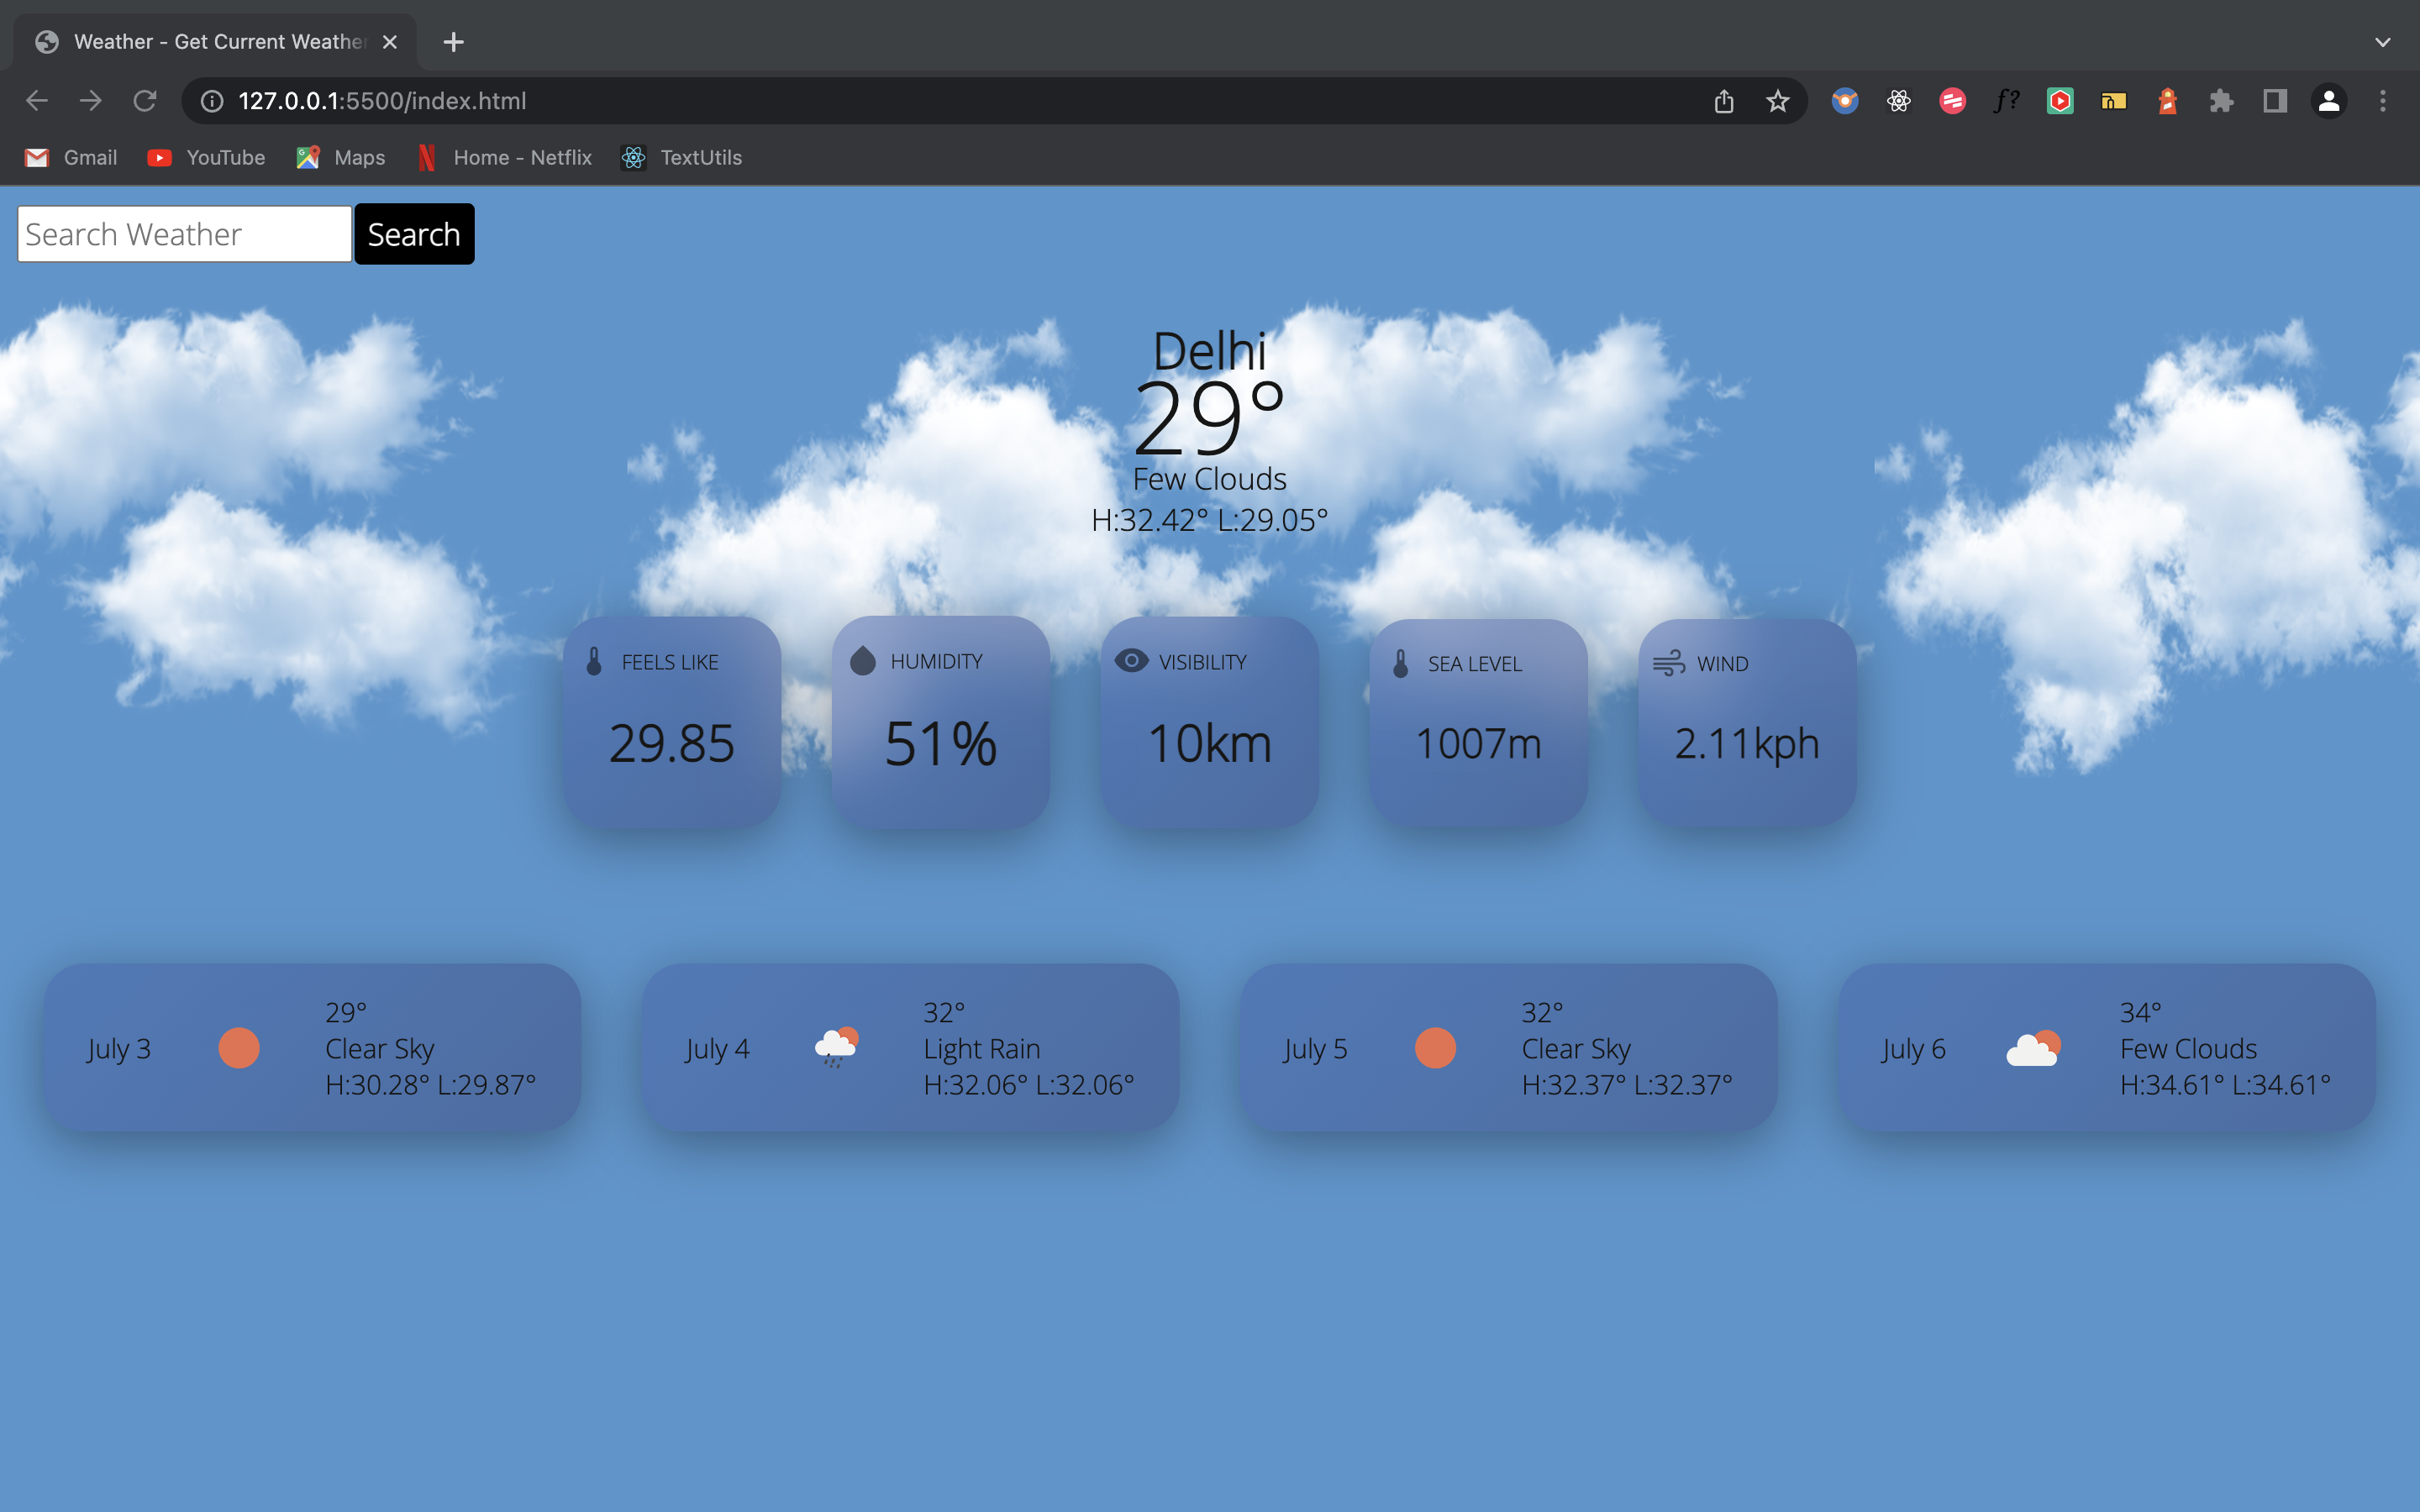 Weather - Get Current Weather
127.0.0.1:5500/index.html
f?
Gmail
YouTube
Maps
Home - Netflix
TextUtils
Search Weather
Search
Delhi
29°
Few Clouds
H:32.42° L:29.05°
FEELS LIKE
29.85
HUMIDITY
51%
VISIBILITY
10km
SEA LEVEL
1007m
WIND
2.11kph
July 3
29°
Clear Sky
H:30.28° L:29.87°
July 4
32°
Light Rain
H:32.06° L:32.06°
July 5
32°
Clear Sky
H:32.37° L:32.37°
July 6
34°
Few Clouds
H:34.61° L:34.61°